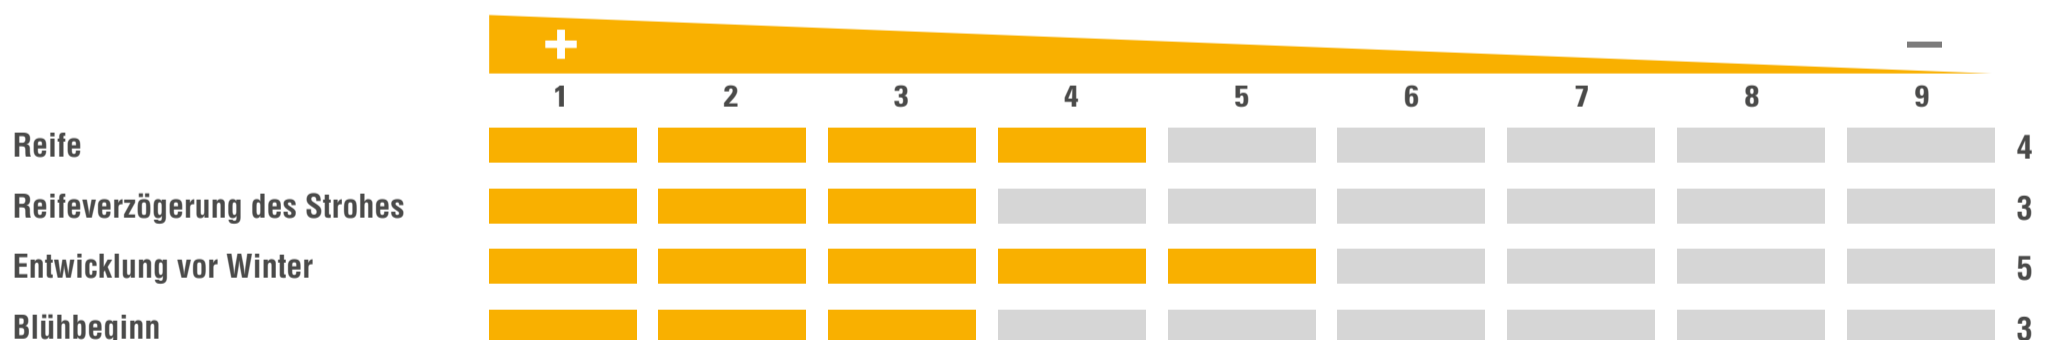 + –
1 2 3 4 5 6 7 8 9
Reife 4
Reifeverzögerung des Strohes 3
Entwicklung vor Winter 5
Blühbeginn 3